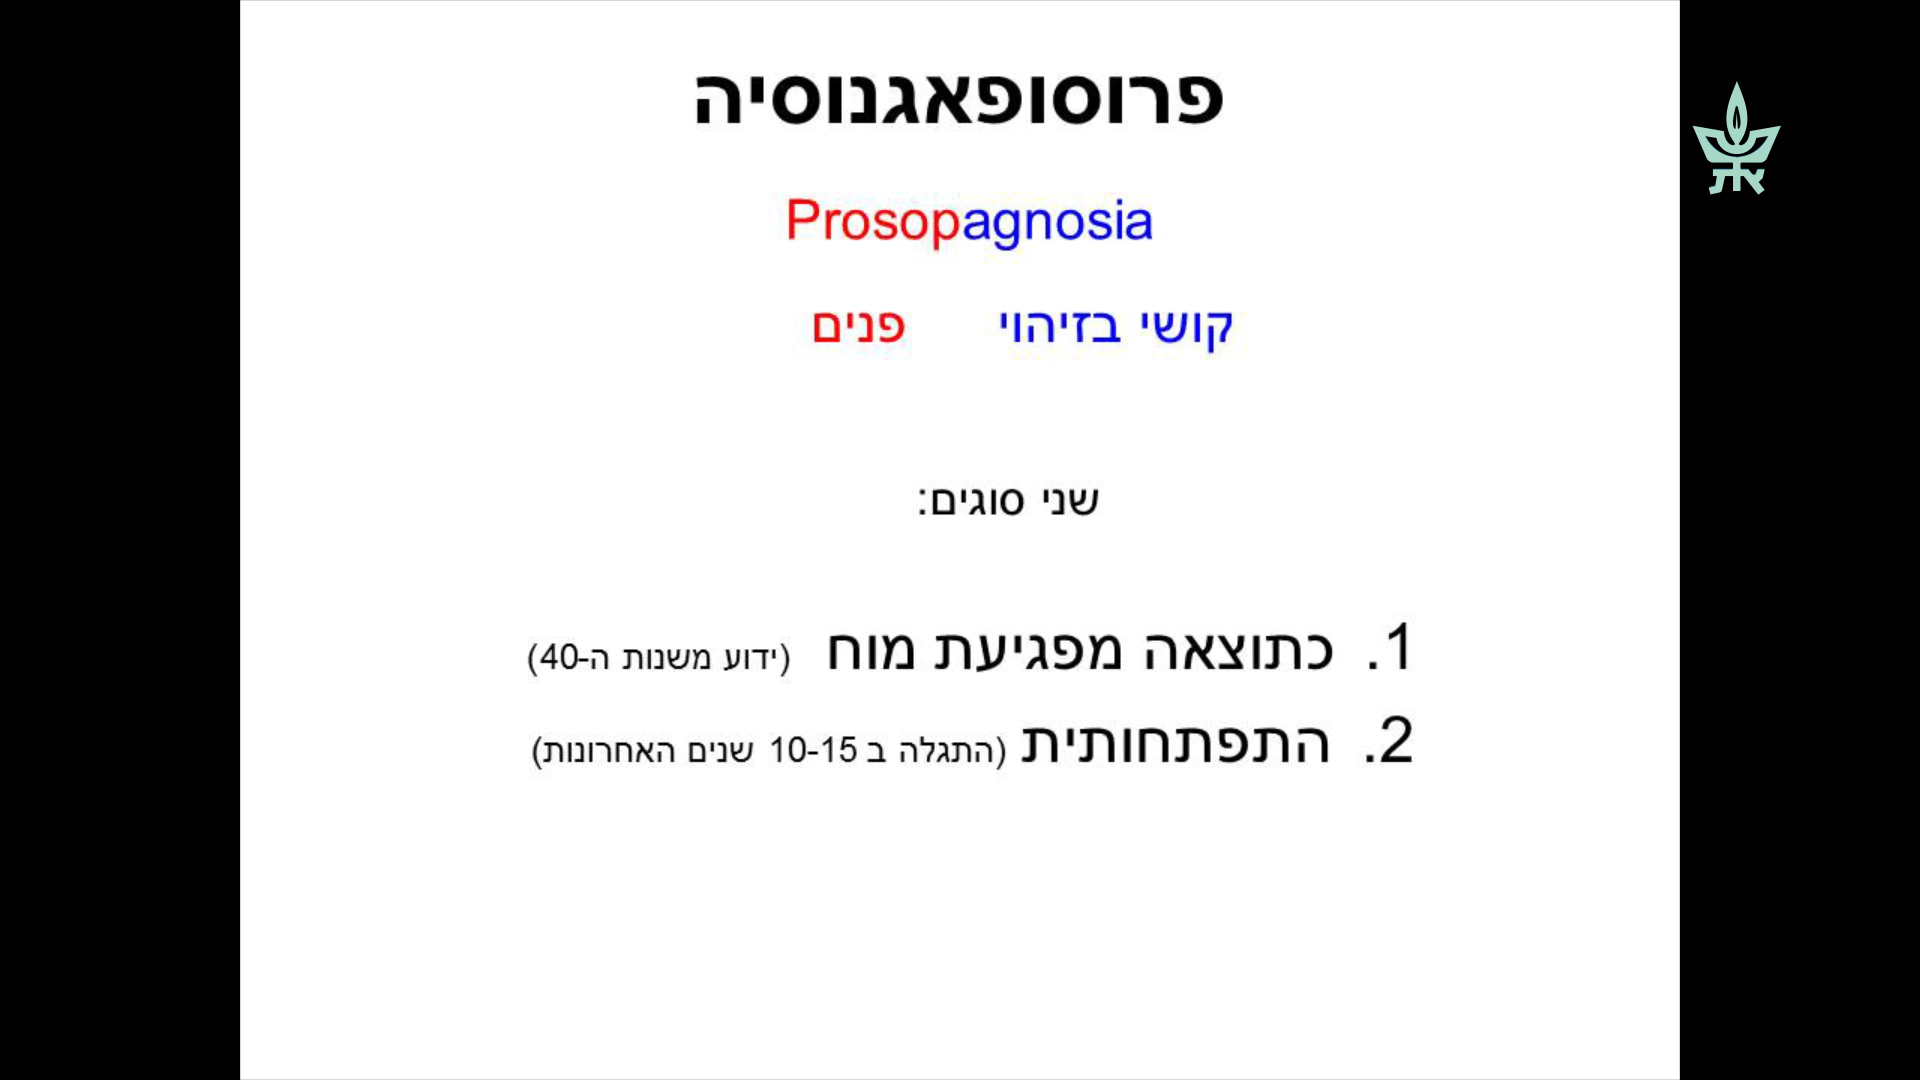 פרוסופאגנוסיה
Prosopagnosia
קושי בזיהוי פנים
שני סוגים:
1. כתוצאה מפגיעת מוח (ידוע משנות ה-40)
2. התפתחותית (התגלה ב 10-15 שנים האחרונות)
את